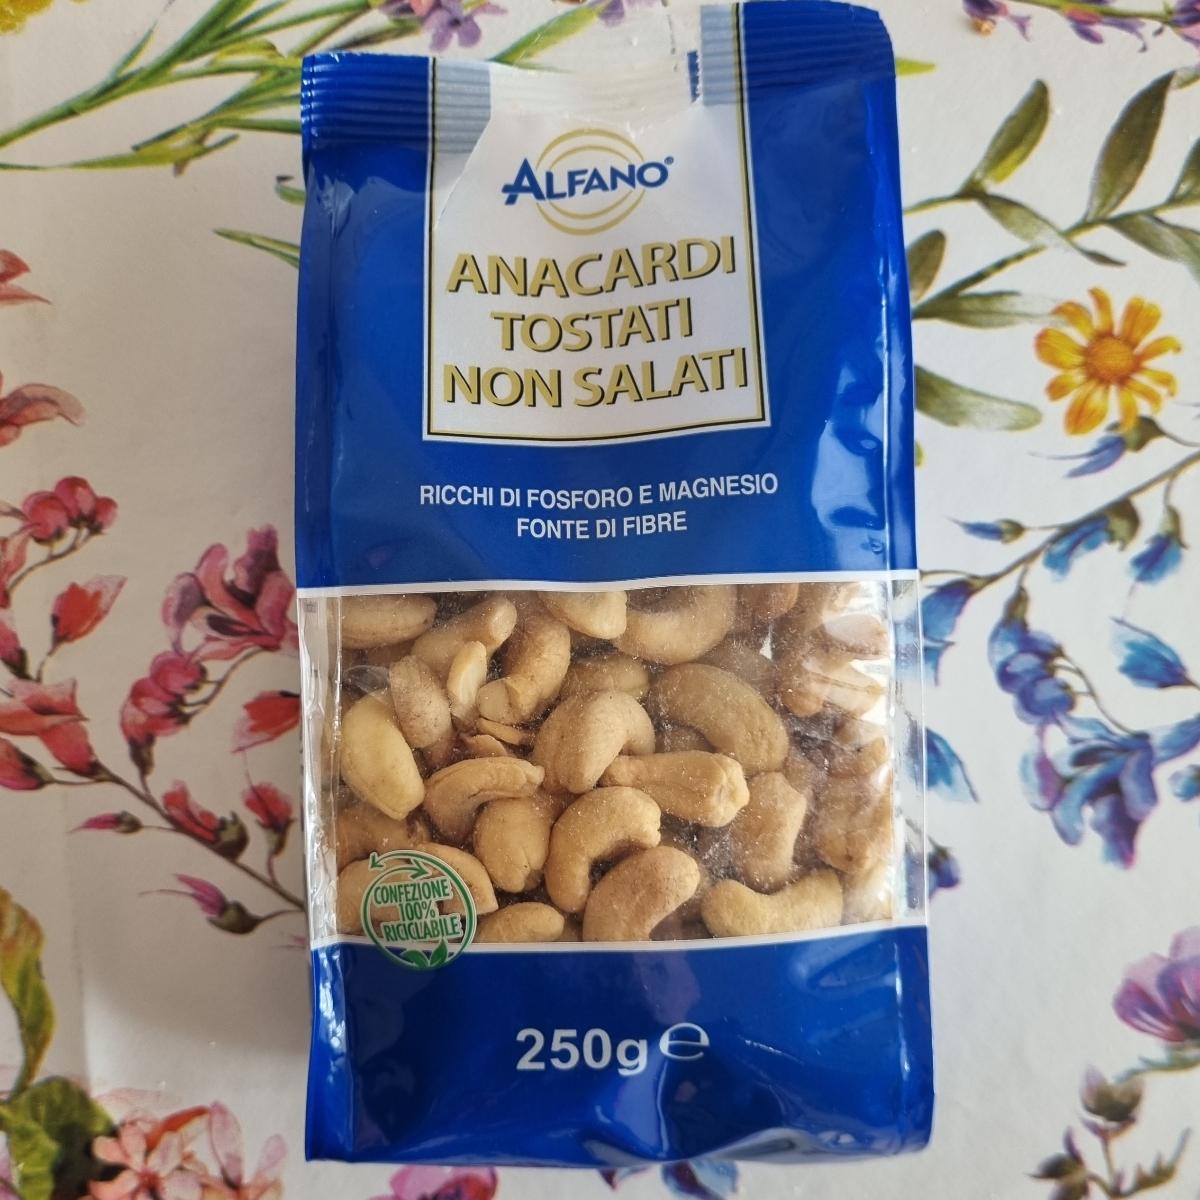 ALFANO®
ANACARDI
TOSTATI
NON SALATI
RICCHI DI FOSFORO E MAGNESIO
FONTE DI FIBRE
CONFEZIONE
100%
RICICLABILE
250g ℮